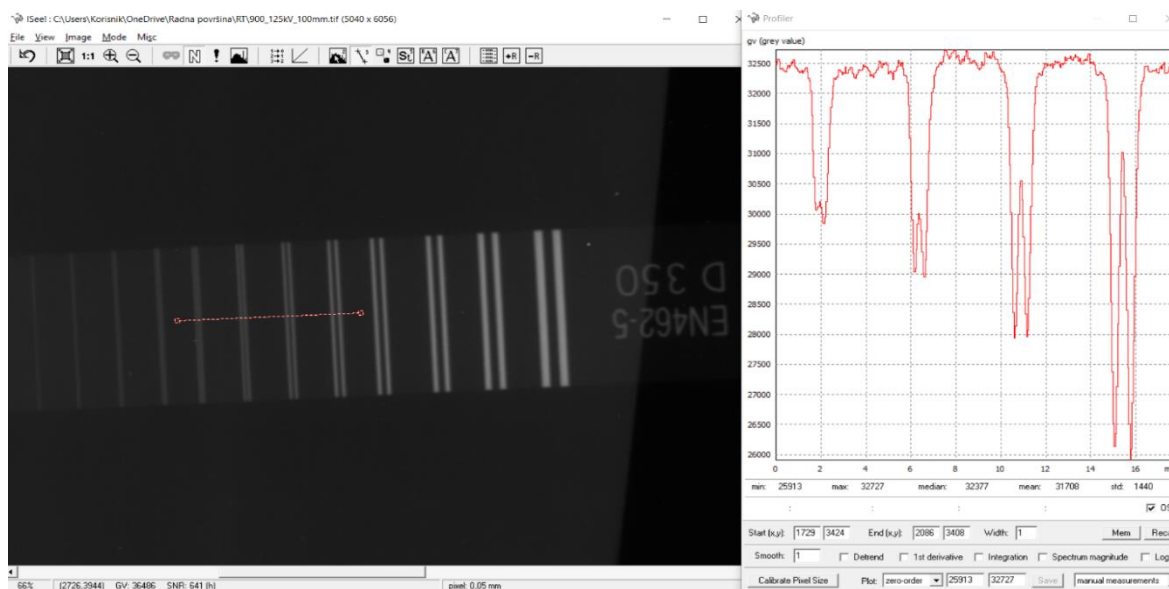 ISee! : C:\Users\Korisnik\OneDrive\Radna površina\RT\900_125kV_100mm.tif (5040 x 6056)
File View Image Mode Misc
1:1 N ! St A A +R -R
D 350
EN462-5
66% (2726.3944) GV: 36486 SNR: 641 (h) pixel: 0.05 mm
Profiler
gv (grey value)
32500
32000
31500
31000
30500
30000
29500
29000
28500
28000
27500
27000
26500
26000
0 2 4 6 8 10 12 14 16
min: 25913 max: 32727 median: 32377 mean: 31708 std: 1440
: : : :
Start (x,y): 1729 3424 End (x,y): 2086 3408 Width: 1 Mem Reca
Smooth: 1 Detrend 1st derivative Integration Spectrum magnitude Log
Calibrate Pixel Size Plot: zero-order 25913 32727 Save manual measurements